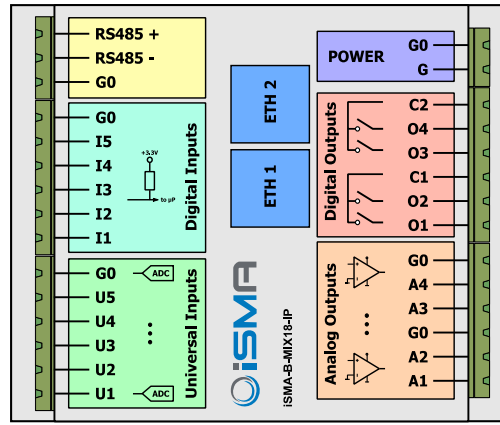 RS485 +
RS485 -
G0
G0
I5
I4
I3
I2
I1
+3.3V
to µP
Digital Inputs
G0
U5
U4
U3
U2
U1
ADC
...
ADC
Universal Inputs
ETH 2
ETH 1
iSMA
iSMA-B-MIX18-IP
POWER
G0
G
Digital Outputs
C2
O4
O3
C1
O2
O1
Analog Outputs
...
G0
A4
A3
G0
A2
A1